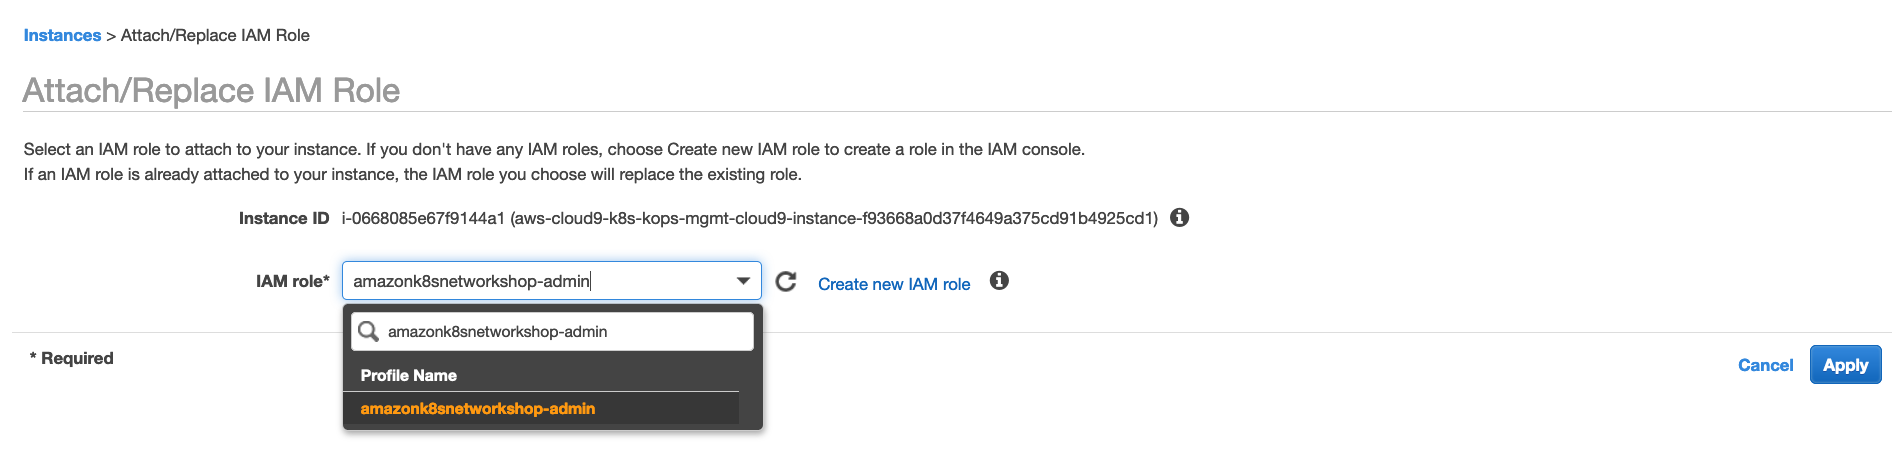 Instances > Attach/Replace IAM Role
Attach/Replace IAM Role
Select an IAM role to attach to your instance. If you don't have any IAM roles, choose Create new IAM role to create a role in the IAM console.
If an IAM role is already attached to your instance, the IAM role you choose will replace the existing role.
Instance ID i-0668085e67f9144a1 (aws-cloud9-k8s-kops-mgmt-cloud9-instance-f93668a0d37f4649a375cd91b4925cd1)
IAM role* amazonk8snetworkshop-admin Create new IAM role
amazonk8snetworkshop-admin
Profile Name
amazonk8snetworkshop-admin
* Required
Cancel Apply